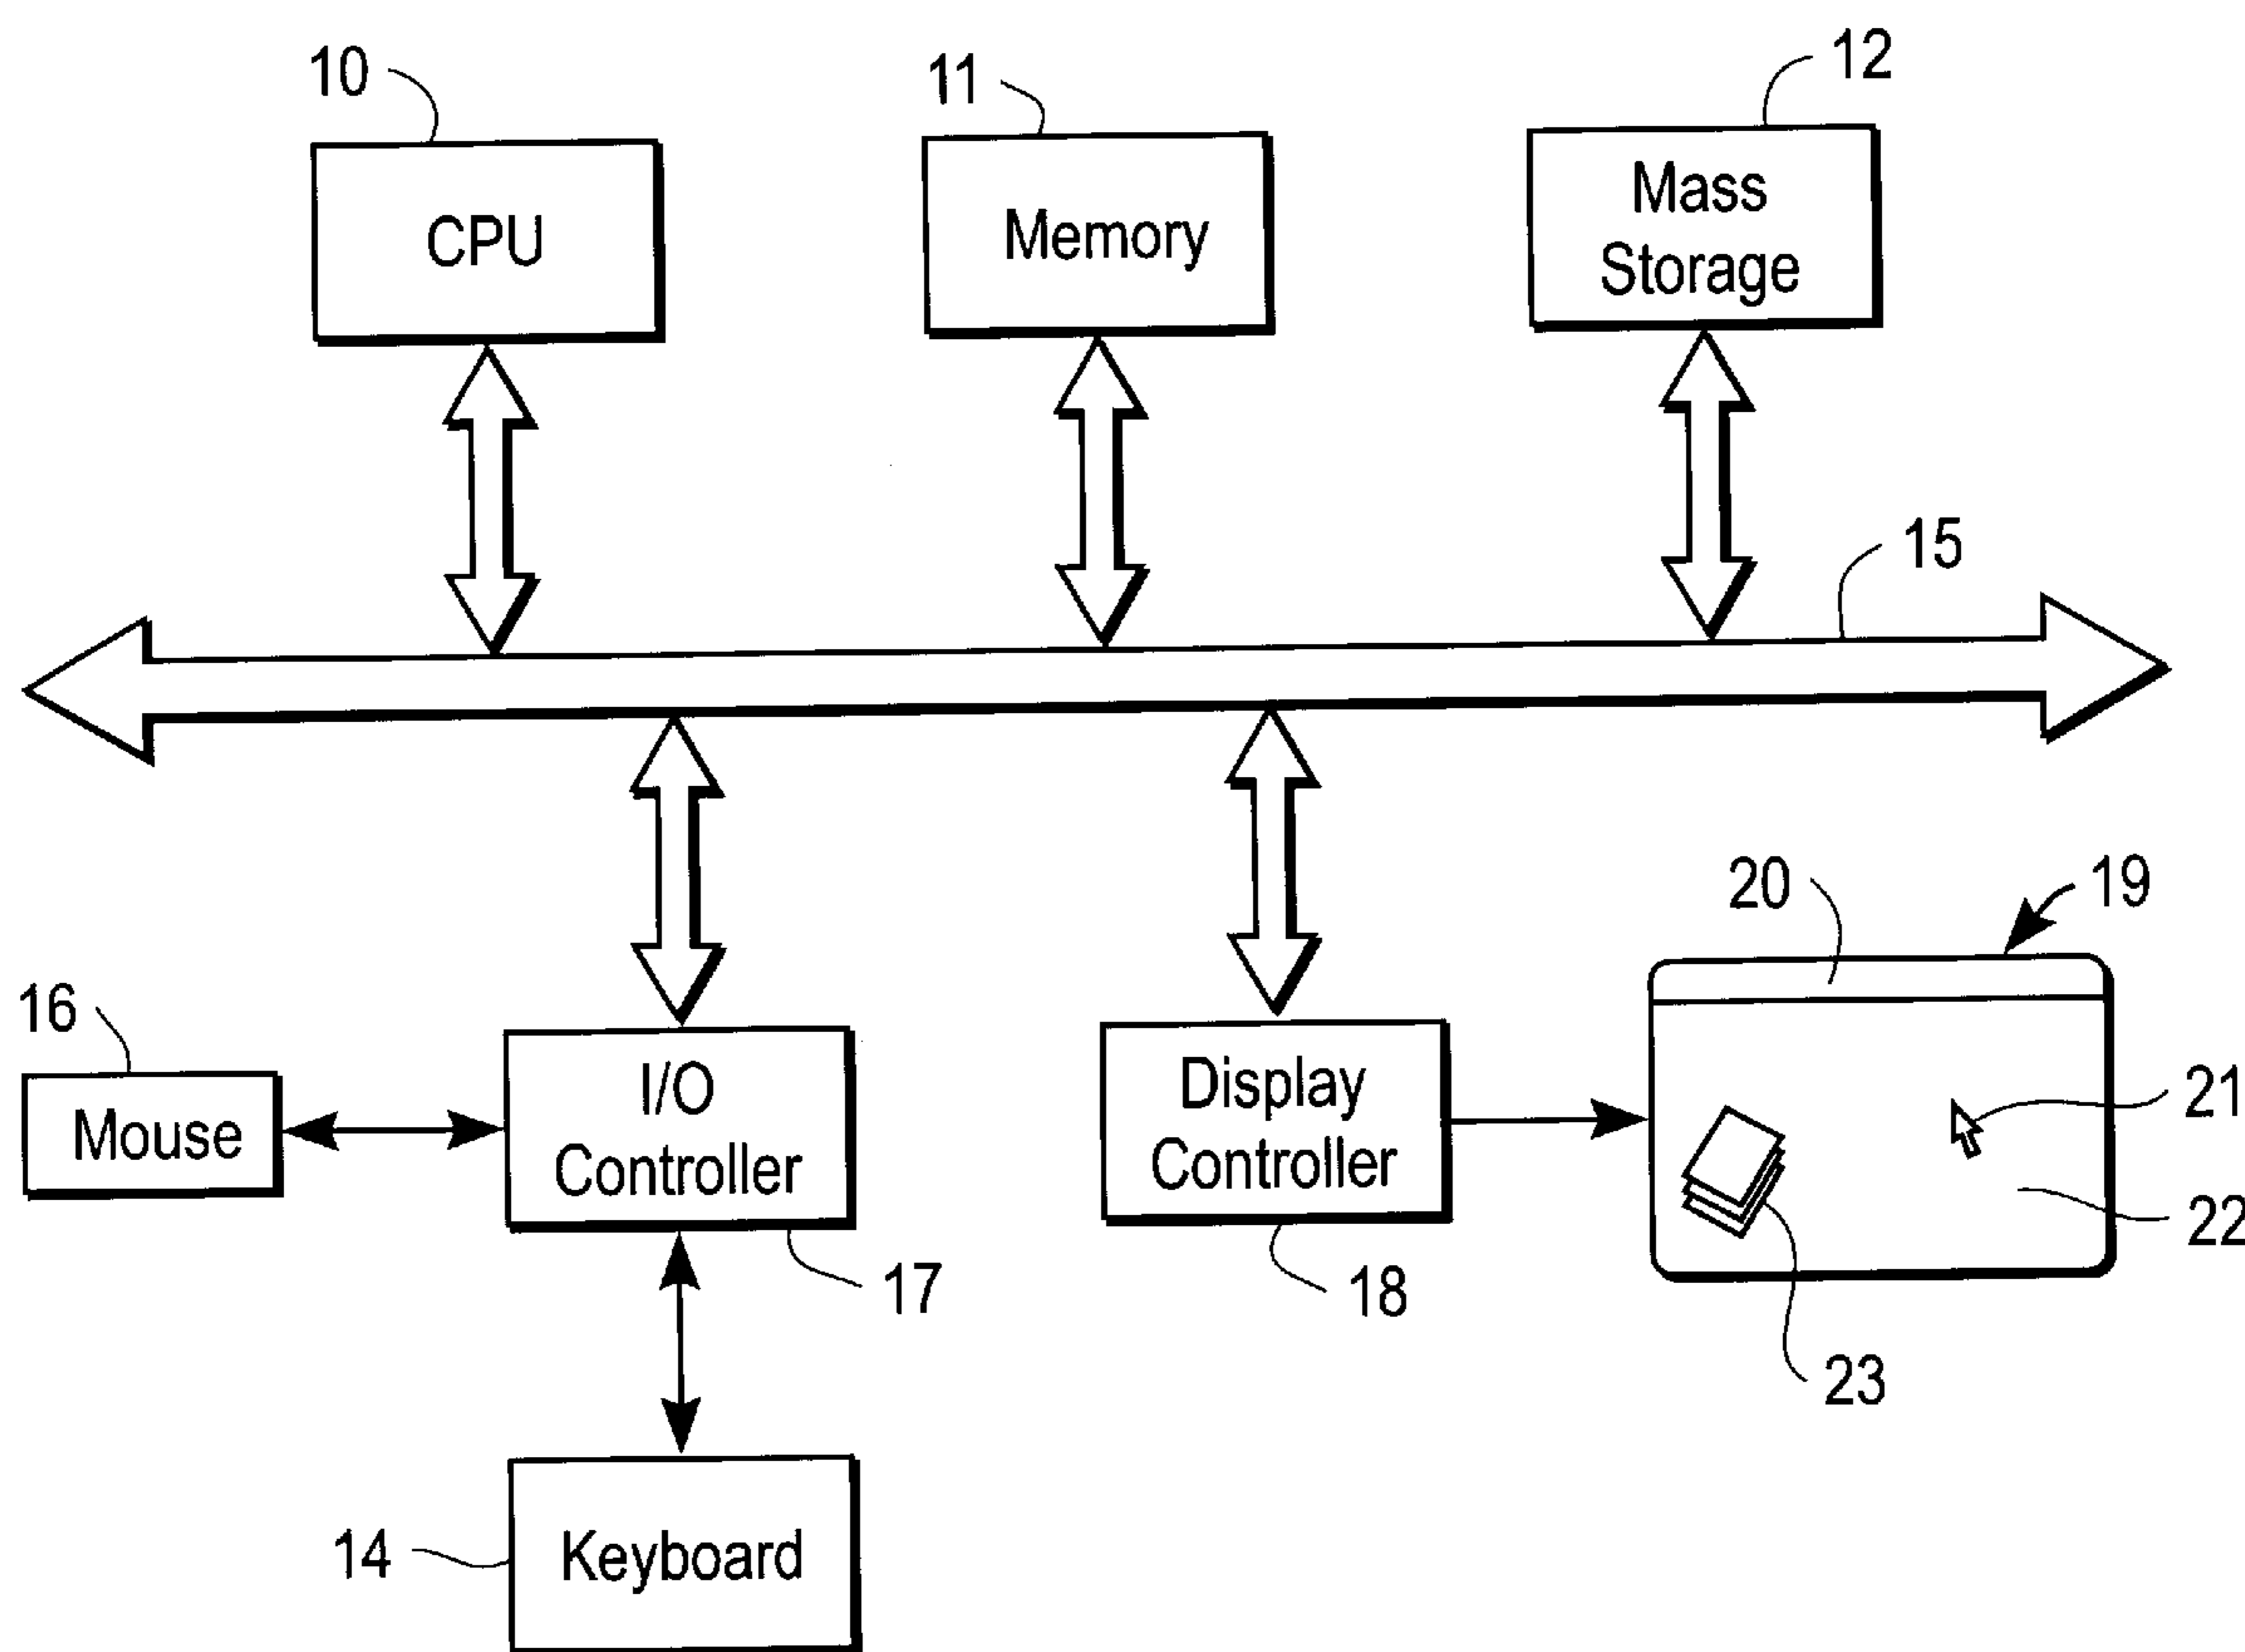 10
11
12
CPU
Memory
Mass
Storage
15
20
19
16
Mouse
I/O
Controller
Display
Controller
21
22
17
18
23
14
Keyboard